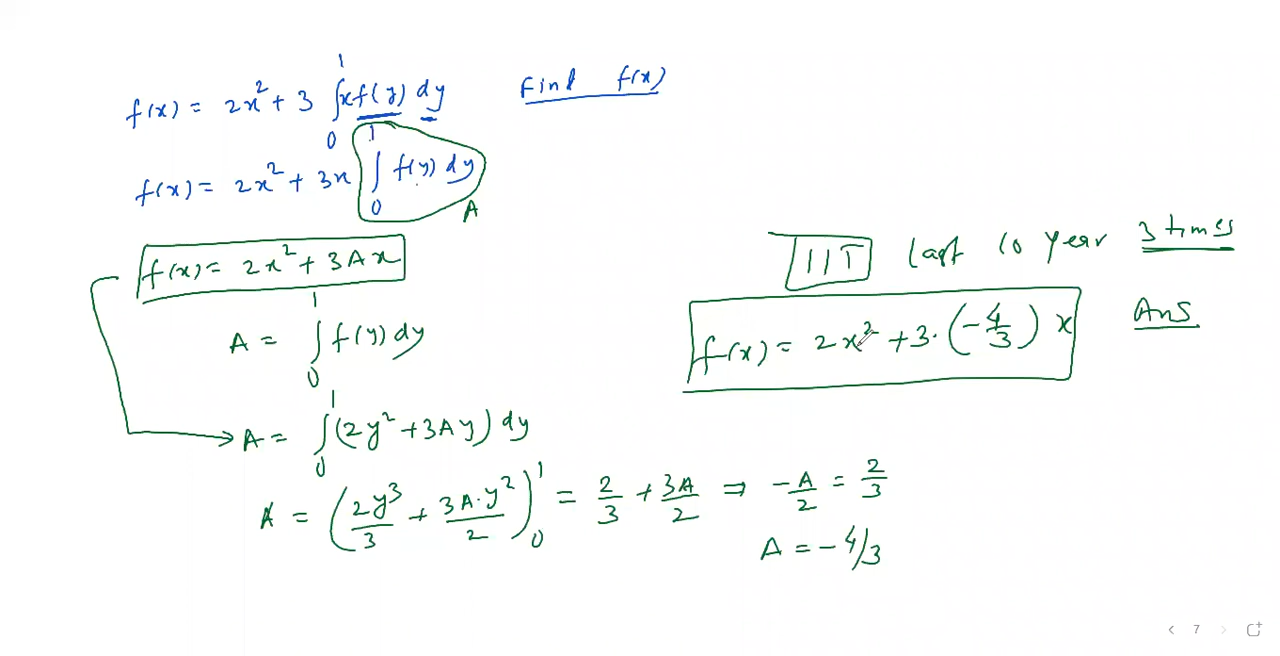 f(x) = 2x² + 3 ∫₀¹ x f(y) dy   Find f(x)
f(x) = 2x² + 3x ∫₀¹ f(y) dy
A
f(x) = 2x² + 3Ax
A = ∫₀¹ f(y) dy
A = ∫₀¹ (2y² + 3Ay) dy
A = (2y³/3 + 3A·y²/2)₀¹ = 2/3 + 3A/2 ⇒ -A/2 = 2/3
A = -4/3
IIT last 10 year 3 times
f(x) = 2x² + 3·(-4/3) x   Ans
7